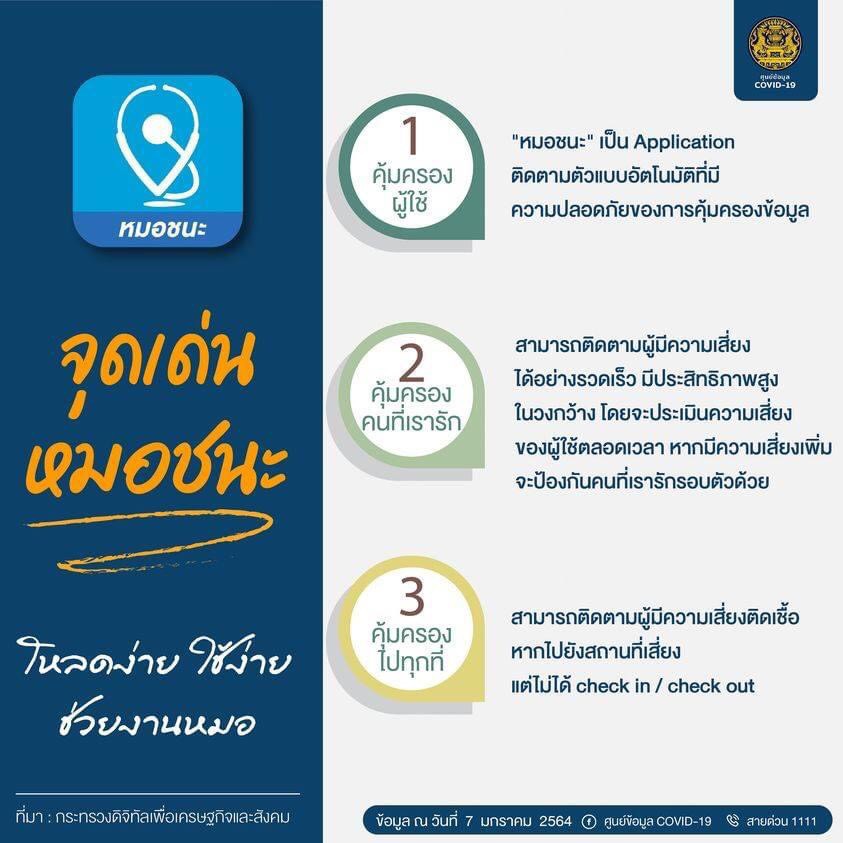 หมอชนะ
จุดเด่น
หมอชนะ
โหลดง่าย ใช้ง่าย
ช่วยงานหมอ
ที่มา : กระทรวงดิจิทัลเพื่อเศรษฐกิจและสังคม
ศูนย์ข้อมูล
COVID-19
1
คุ้มครอง
ผู้ใช้
"หมอชนะ" เป็น Application
ติดตามตัวแบบอัตโนมัติที่มี
ความปลอดภัยของการคุ้มครองข้อมูล
2
คุ้มครอง
คนที่เรารัก
สามารถติดตามผู้มีความเสี่ยง
ได้อย่างรวดเร็ว มีประสิทธิภาพสูง
ในวงกว้าง โดยจะประเมินความเสี่ยง
ของผู้ใช้ตลอดเวลา หากมีความเสี่ยงเพิ่ม
จะป้องกันคนที่เรารักรอบตัวด้วย
3
คุ้มครอง
ไปทุกที่
สามารถติดตามผู้มีความเสี่ยงติดเชื้อ
หากไปยังสถานที่เสี่ยง
แต่ไม่ได้ check in / check out
ข้อมูล ณ วันที่ 7 มกราคม 2564 ศูนย์ข้อมูล COVID-19 สายด่วน 1111